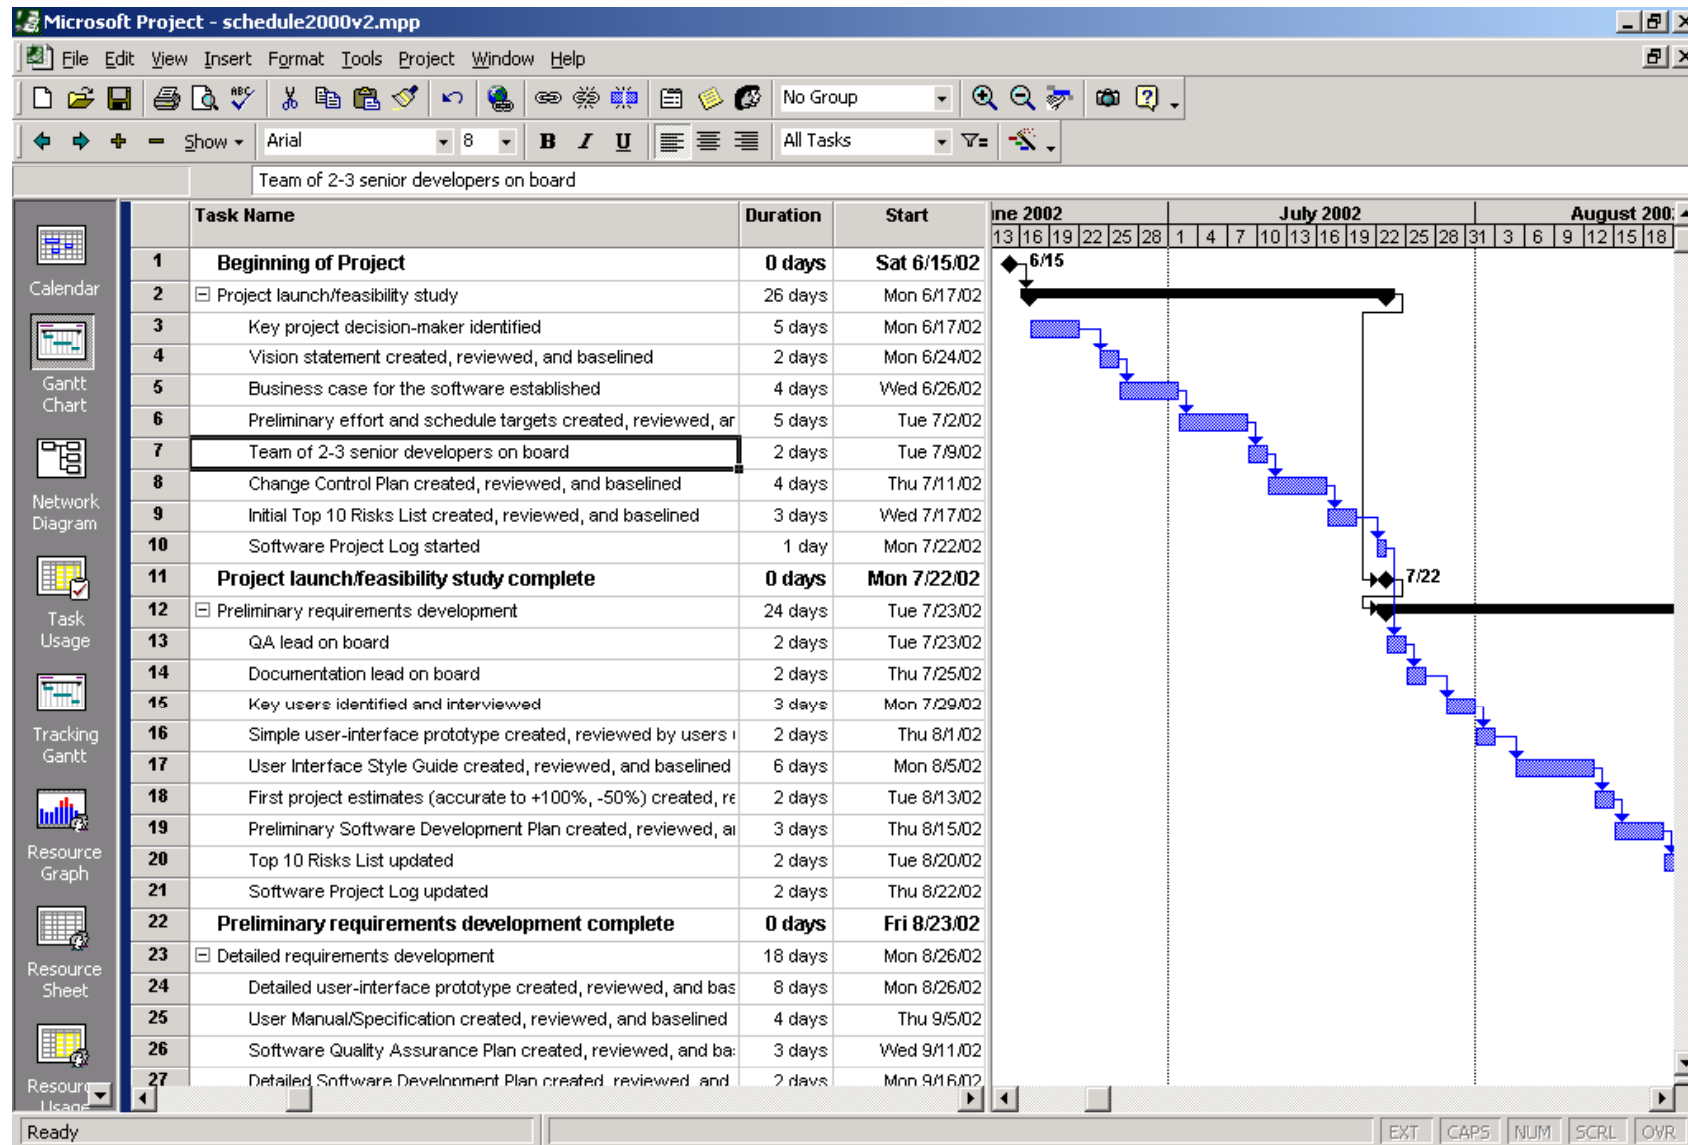 Microsoft Project - schedule2000v2.mpp
File Edit View Insert Format Tools Project Window Help
No Group
Show Arial 8 B I U All Tasks
Team of 2-3 senior developers on board
Task Name Duration Start ne 2002 July 2002 August 200
13 16 19 22 25 28 1 4 7 10 13 16 19 22 25 28 31 3 6 9 12 15 18
1 Beginning of Project 0 days Sat 6/15/02 6/15
2 Project launch/feasibility study 26 days Mon 6/17/02
3 Key project decision-maker identified 5 days Mon 6/17/02
4 Vision statement created, reviewed, and baselined 2 days Mon 6/24/02
5 Business case for the software established 4 days Wed 6/26/02
6 Preliminary effort and schedule targets created, reviewed, ar 5 days Tue 7/2/02
7 Team of 2-3 senior developers on board 2 days Tue 7/9/02
8 Change Control Plan created, reviewed, and baselined 4 days Thu 7/11/02
9 Initial Top 10 Risks List created, reviewed, and baselined 3 days Wed 7/17/02
10 Software Project Log started 1 day Mon 7/22/02
11 Project launch/feasibility study complete 0 days Mon 7/22/02 7/22
12 Preliminary requirements development 24 days Tue 7/23/02
13 QA lead on board 2 days Tue 7/23/02
14 Documentation lead on board 2 days Thu 7/25/02
15 Key users identified and interviewed 3 days Mon 7/29/02
16 Simple user-interface prototype created, reviewed by users 2 days Thu 8/1/02
17 User Interface Style Guide created, reviewed, and baselined 6 days Mon 8/5/02
18 First project estimates (accurate to +100%, -50%) created, re 2 days Tue 8/13/02
19 Preliminary Software Development Plan created, reviewed, ar 3 days Thu 8/15/02
20 Top 10 Risks List updated 2 days Tue 8/20/02
21 Software Project Log updated 2 days Thu 8/22/02
22 Preliminary requirements development complete 0 days Fri 8/23/02
23 Detailed requirements development 18 days Mon 8/26/02
24 Detailed user-interface prototype created, reviewed, and bas 8 days Mon 8/26/02
25 User Manual/Specification created, reviewed, and baselined 4 days Thu 9/5/02
26 Software Quality Assurance Plan created, reviewed, and ba 3 days Wed 9/11/02
27 Detailed Software Development Plan created, reviewed, and 2 days Mon 9/16/02
Calendar
Gantt
Chart
Network
Diagram
Task
Usage
Tracking
Gantt
Resource
Graph
Resource
Sheet
Resour
Usage
Ready EXT CAPS NUM SCRL OVR